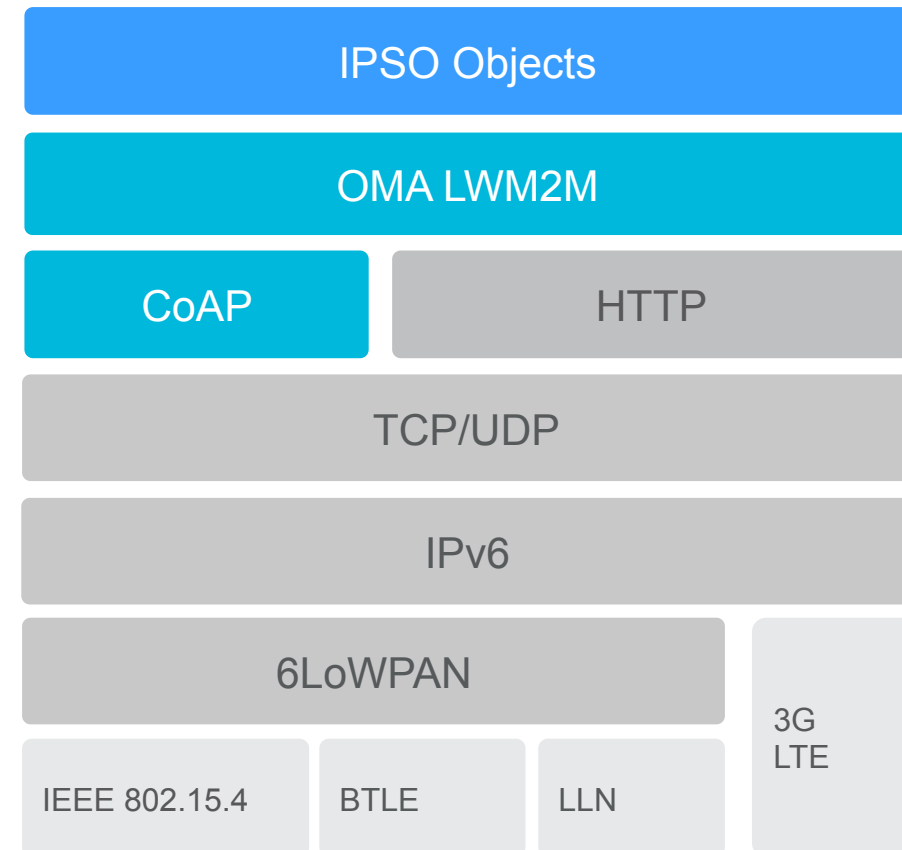 IPSO Objects
OMA LWM2M
CoAP
HTTP
TCP/UDP
IPv6
6LoWPAN
3G
LTE
IEEE 802.15.4
BTLE
LLN